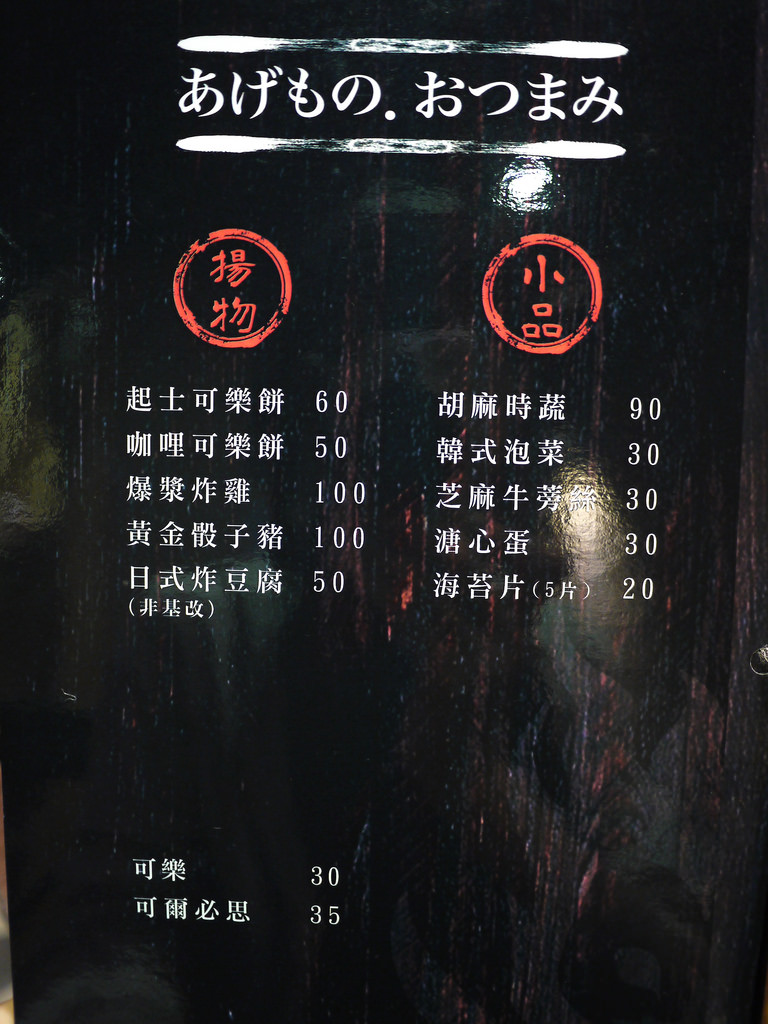 あげもの.おつまみ
揚物
起士可樂餅 60
咖哩可樂餅 50
爆漿炸雞 100
黃金骰子豬 100
日式炸豆腐 50
(非基改)
小品
胡麻時蔬 90
韓式泡菜 30
芝麻牛蒡絲 30
溏心蛋 30
海苔片(5片) 20
可樂 30
可爾必思 35